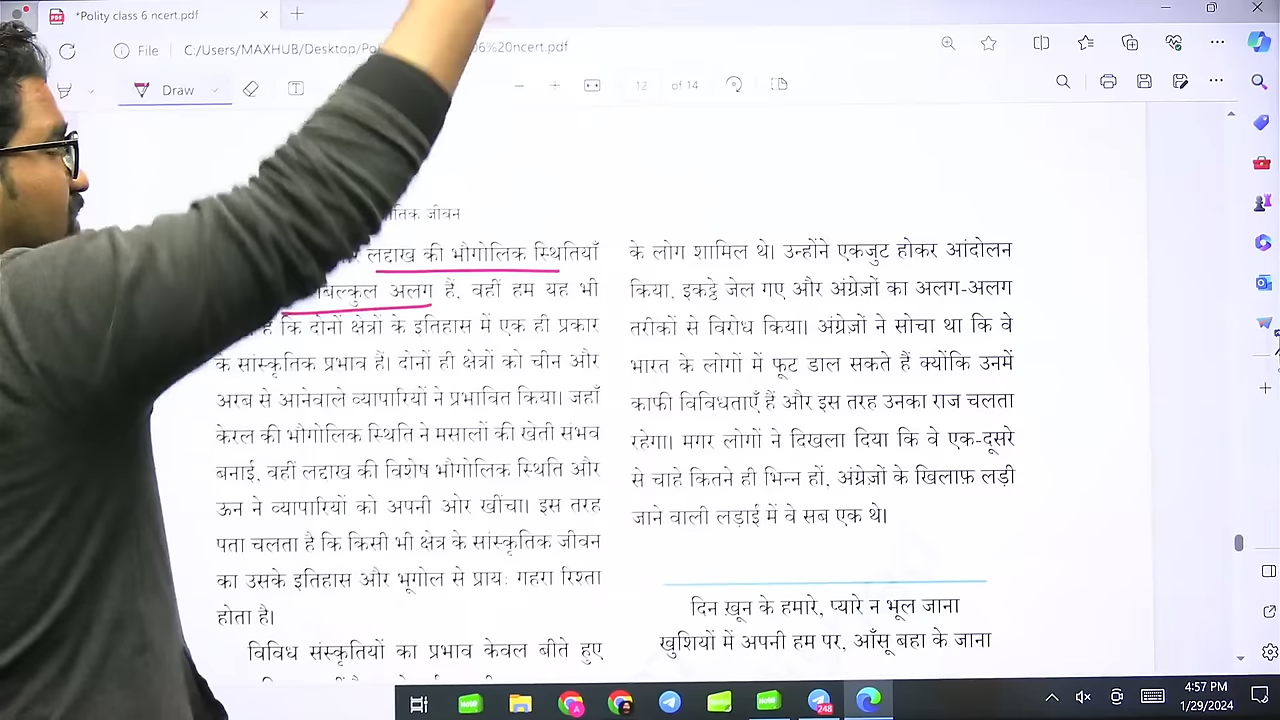 *Polity class 6 ncert.pdf
File C:/Users/MAXHUB/Desktop/Pol 6%20ncert.pdf
Draw 12 of 14
जीवन
लद्दाख की भौगोलिक स्थितियाँ
बिल्कुल अलग हैं, वहीं हम यह भी
कि दोनों क्षेत्रों के इतिहास में एक ही प्रकार
के सांस्कृतिक प्रभाव हैं। दोनों ही क्षेत्रों को चीन और
अरब से आनेवाले व्यापारियों ने प्रभावित किया। जहाँ
केरल की भौगोलिक स्थिति ने मसालों की खेती संभव
बनाई, वहीं लद्दाख की विशेष भौगोलिक स्थिति और
ऊन ने व्यापारियों को अपनी ओर खींचा। इस तरह
पता चलता है कि किसी भी क्षेत्र के सांस्कृतिक जीवन
का उसके इतिहास और भूगोल से प्रायः गहरा रिश्ता
होता है।
विविध संस्कृतियों का प्रभाव केवल बीते हुए
के लोग शामिल थे। उन्होंने एकजुट होकर आंदोलन
किया, इकट्ठे जेल गए और अंग्रेजों का अलग-अलग
तरीकों से विरोध किया। अंग्रेजों ने सोचा था कि वे
भारत के लोगों में फूट डाल सकते हैं क्योंकि उनमें
काफी विविधताएँ हैं और इस तरह उनका राज चलता
रहेगा। मगर लोगों ने दिखला दिया कि वे एक-दूसरे
से चाहे कितने ही भिन्न हों, अंग्रेज़ों के खिलाफ़ लड़ी
जाने वाली लड़ाई में वे सब एक थे।
दिन ख़ून के हमारे, प्यारे न भूल जाना
खुशियों में अपनी हम पर, आँसू बहा के जाना
248
4:57 PM
1/29/2024